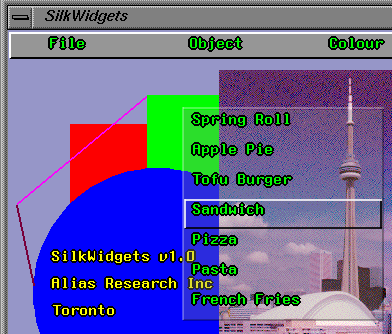 SilkWidgets
File Object Colour
Spring Roll
Apple Pie
Tofu Burger
Sandwich
Pizza
Pasta
French Fries
SilkWidgets v1.0
Alias Research Inc
Toronto